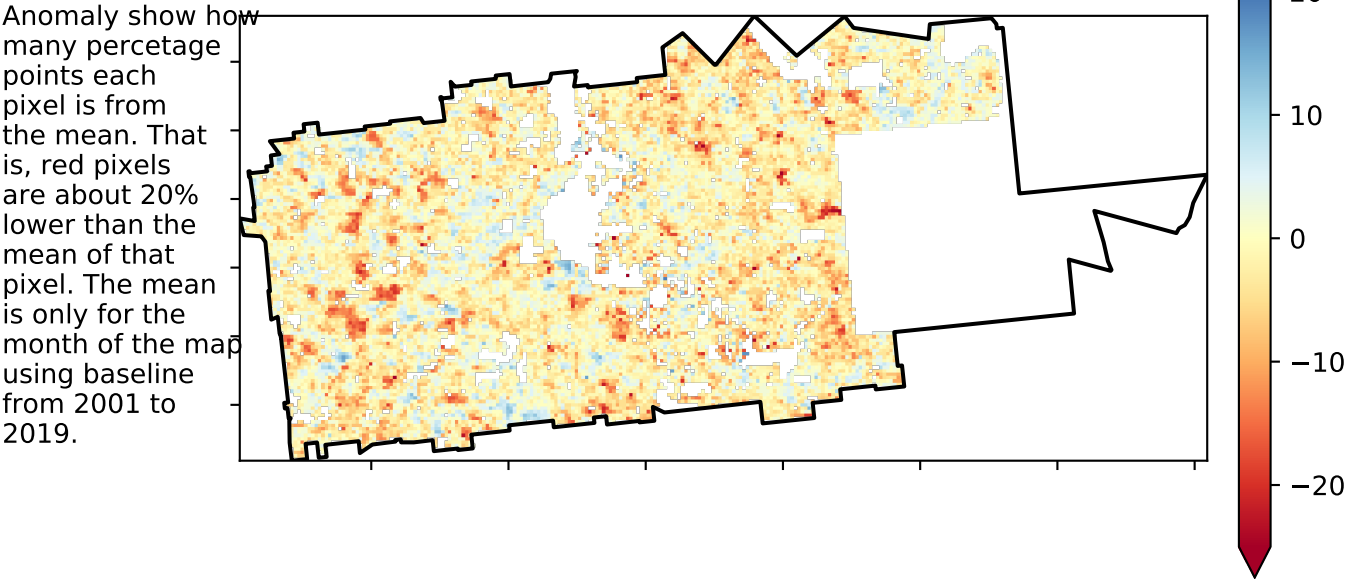 Anomaly show how
many percetage
points each
pixel is from
the mean. That
is, red pixels
are about 20%
lower than the
mean of that
pixel. The mean
is only for the
month of the map
using baseline
from 2001 to
2019.
10
0
−10
−20